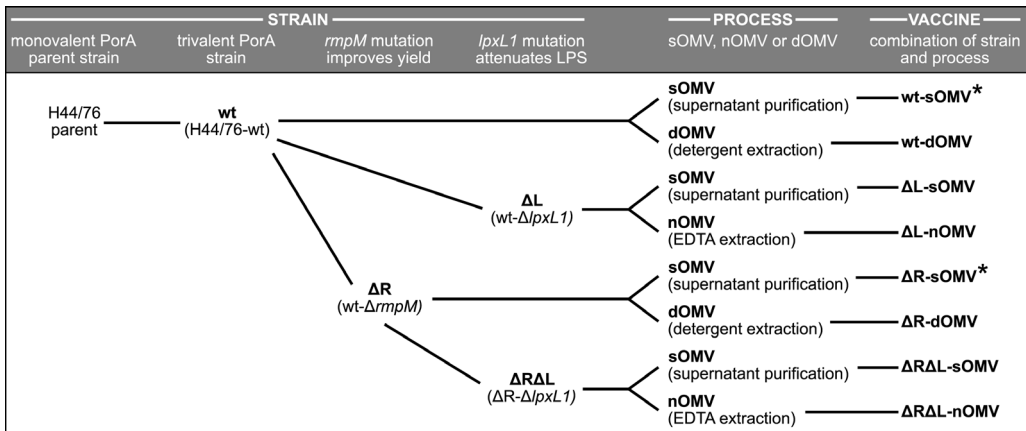 STRAIN PROCESS VACCINE
monovalent PorA parent strain
trivalent PorA strain
rmpM mutation improves yield
lpxL1 mutation attenuates LPS
sOMV, nOMV or dOMV
combination of strain and process
H44/76 parent
wt
(H44/76-wt)
sOMV
(supernatant purification)
wt-sOMV*
dOMV
(detergent extraction)
wt-dOMV
ΔL
(wt-ΔlpxL1)
sOMV
(supernatant purification)
ΔL-sOMV
nOMV
(EDTA extraction)
ΔL-nOMV
ΔR
(wt-ΔrmpM)
sOMV
(supernatant purification)
ΔR-sOMV*
dOMV
(detergent extraction)
ΔR-dOMV
ΔRΔL
(ΔR-ΔlpxL1)
sOMV
(supernatant purification)
ΔRΔL-sOMV
nOMV
(EDTA extraction)
ΔRΔL-nOMV